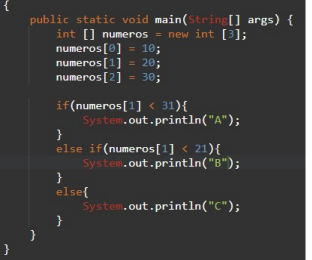 {
    public static void main(String[] args) {
        int [] numeros = new int [3];
        numeros[0] = 10;
        numeros[1] = 20;
        numeros[2] = 30;

        if(numeros[1] < 31){
            System.out.println("A");
        }
        else if(numeros[1] < 21){
            System.out.println("B");
        }
        else{
            System.out.println("C");
        }
    }
}